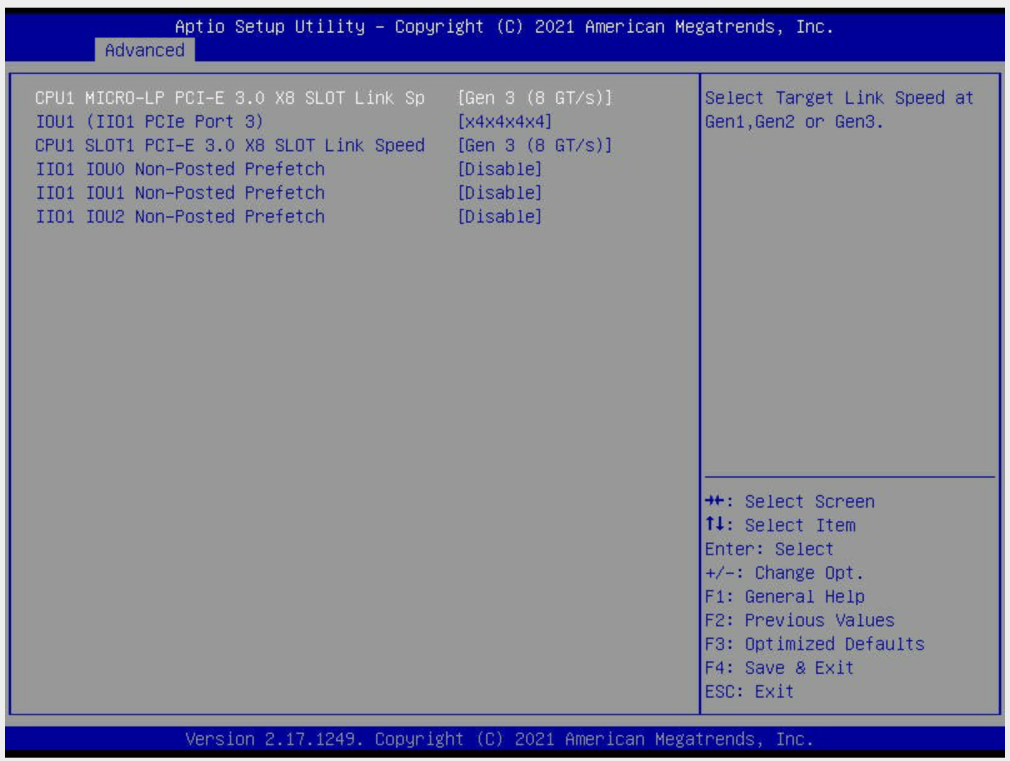 Aptio Setup Utility – Copyright (C) 2021 American Megatrends, Inc.
Advanced
CPU1 MICRO-LP PCI-E 3.0 X8 SLOT Link Sp [Gen 3 (8 GT/s)]
IOU1 (IIO1 PCIe Port 3) [x4x4x4x4]
CPU1 SLOT1 PCI-E 3.0 X8 SLOT Link Speed [Gen 3 (8 GT/s)]
IIO1 IOU0 Non-Posted Prefetch [Disable]
IIO1 IOU1 Non-Posted Prefetch [Disable]
IIO1 IOU2 Non-Posted Prefetch [Disable]
Select Target Link Speed at
Gen1,Gen2 or Gen3.
→←: Select Screen
↑↓: Select Item
Enter: Select
+/-: Change Opt.
F1: General Help
F2: Previous Values
F3: Optimized Defaults
F4: Save & Exit
ESC: Exit
Version 2.17.1249. Copyright (C) 2021 American Megatrends, Inc.